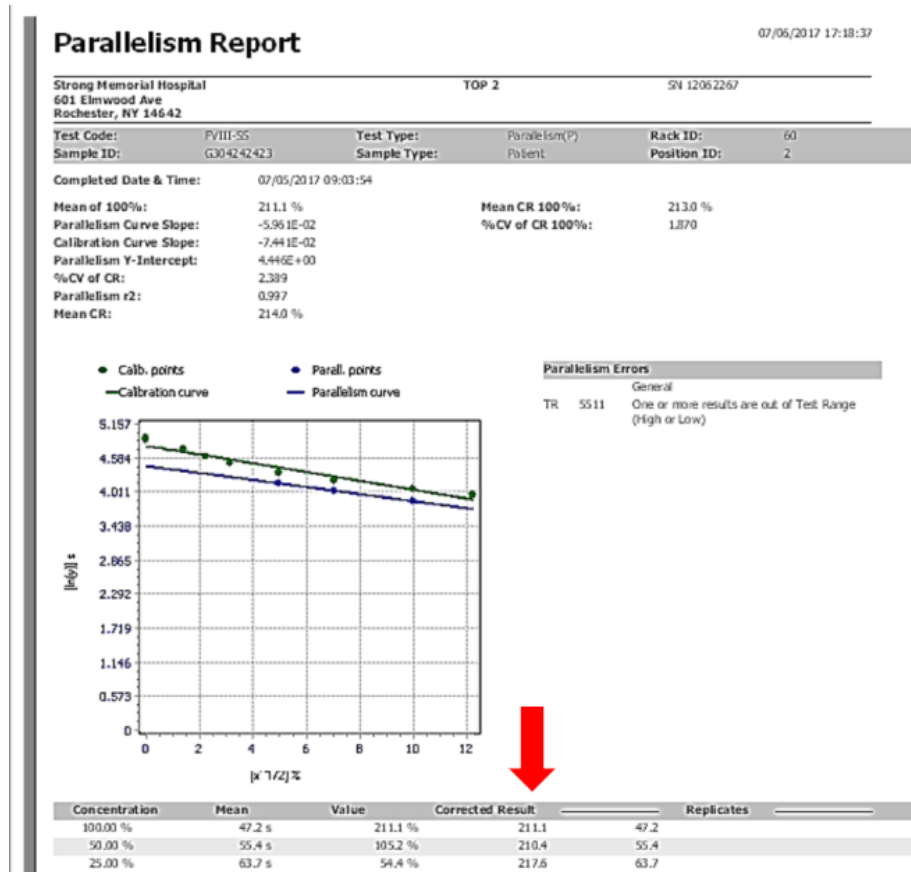 Parallelism Report
07/06/2017 17:18:37
Strong Memorial Hospital TOP 2 SN 12062267
601 Elmwood Ave
Rochester, NY 14642
Test Code: FVIII-SS Test Type: Parallelism(P) Rack ID: 60
Sample ID: G304242423 Sample Type: Patient Position ID: 2
Completed Date & Time: 07/05/2017 09:03:54
Mean of 100%: 211.1 % Mean CR 100%: 213.0 %
Parallelism Curve Slope: -5.961E-02 %CV of CR 100%: 1.870
Calibration Curve Slope: -7.441E-02
Parallelism Y-Intercept: 4.446E+00
%CV of CR: 2.389
Parallelism r2: 0.997
Mean CR: 214.0 %
Calib. points Parall. points
Calibration curve Parallelism curve
Parallelism Errors
General
TR 5511 One or more results are out of Test Range
(High or Low)
5.157
4.584
4.011
3.438
2.865
2.292
1.719
1.146
0.573
0
[ln(y)] s
0 2 4 6 8 10 12
[x^1/2] %
Concentration Mean Value Corrected Result Replicates
100.00 % 47.2 s 211.1 % 211.1 47.2
50.00 % 55.4 s 105.2 % 210.4 55.4
25.00 % 63.7 s 54.4 % 217.6 63.7